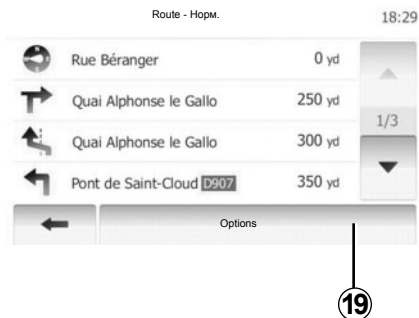 Route - Норм. 18:29
Rue Béranger 0 yd
Quai Alphonse le Gallo 250 yd
1/3
Quai Alphonse le Gallo 300 yd
Pont de Saint-Cloud D907 350 yd
Options
19